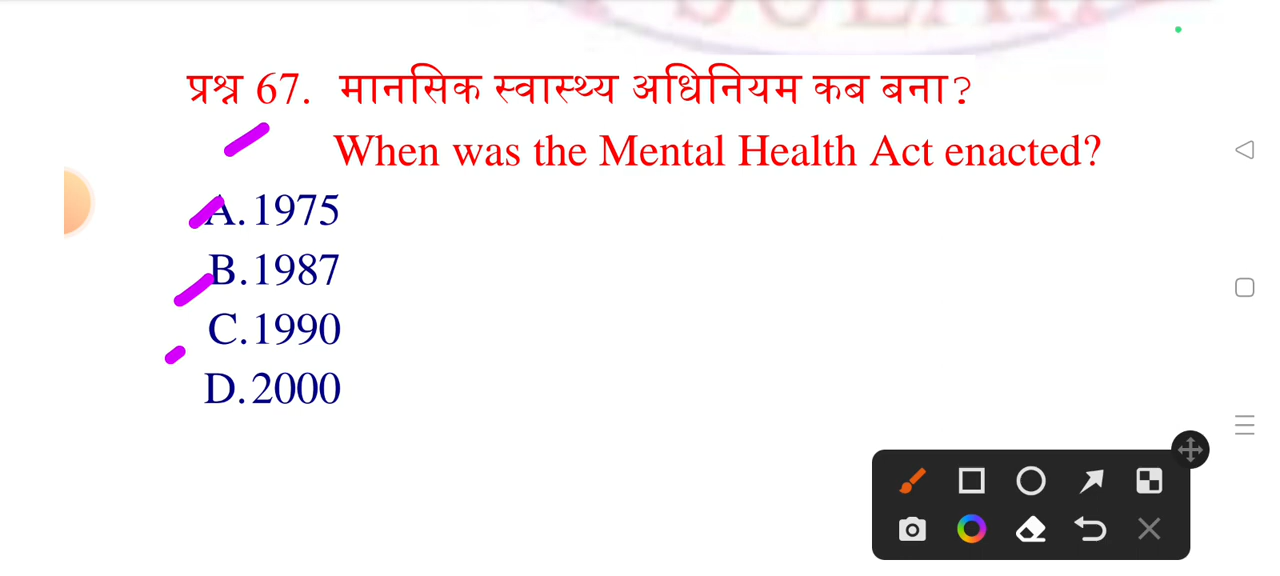 प्रश्न 67. मानसिक स्वास्थ्य अधिनियम कब बना?
When was the Mental Health Act enacted?
A. 1975
B. 1987
C. 1990
D. 2000